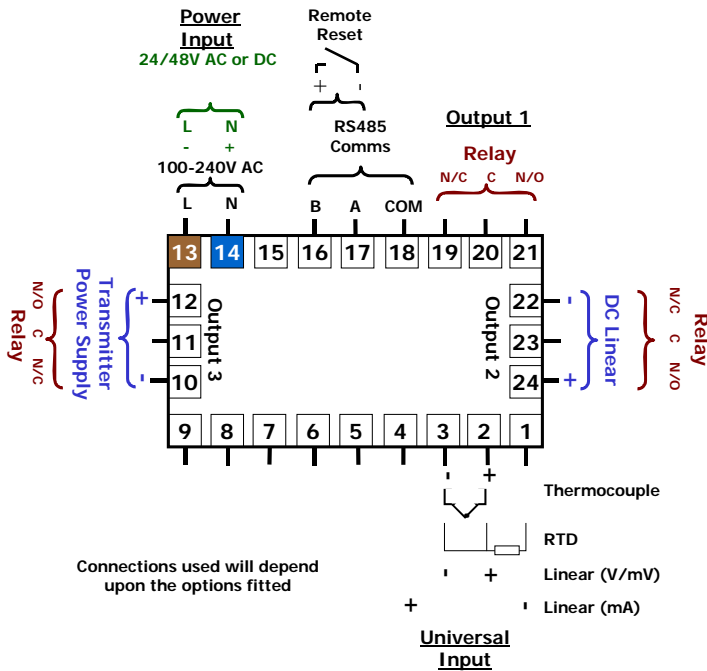 Power
Input
24/48V AC or DC
L N
- +
100-240V AC
L N
Remote
Reset
+ -
RS485
Comms
B A COM
Output 1
Relay
N/C C N/O
13 14 15 16 17 18 19 20 21
N/O C N/C
Relay
Transmitter
Power Supply
+
-
12
11
10
Output 3
Output 2
22
23
24
-
+
DC Linear
N/C C N/O
Relay
9 8 7 6 5 4 3 2 1
- +
Thermocouple
RTD
- + Linear (V/mV)
+ - Linear (mA)
Connections used will depend
upon the options fitted
Universal
Input